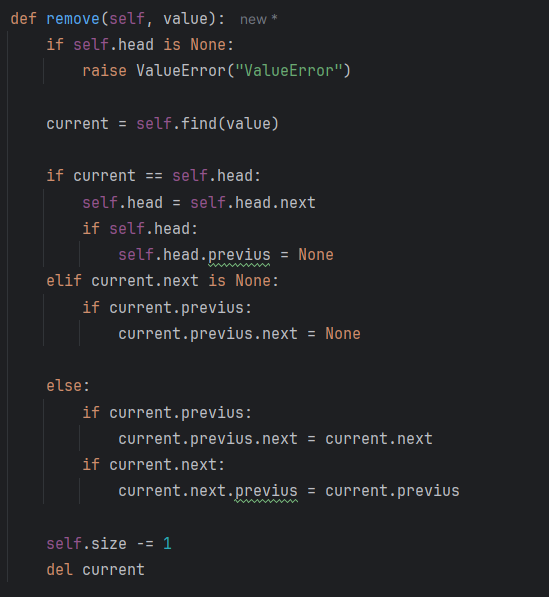 def remove(self, value): new *
    if self.head is None:
        raise ValueError("ValueError")
    current = self.find(value)
    if current == self.head:
        self.head = self.head.next
        if self.head:
            self.head.previus = None
    elif current.next is None:
        if current.previus:
            current.previus.next = None
    else:
        if current.previus:
            current.previus.next = current.next
        if current.next:
            current.next.previus = current.previus
    self.size -= 1
    del current